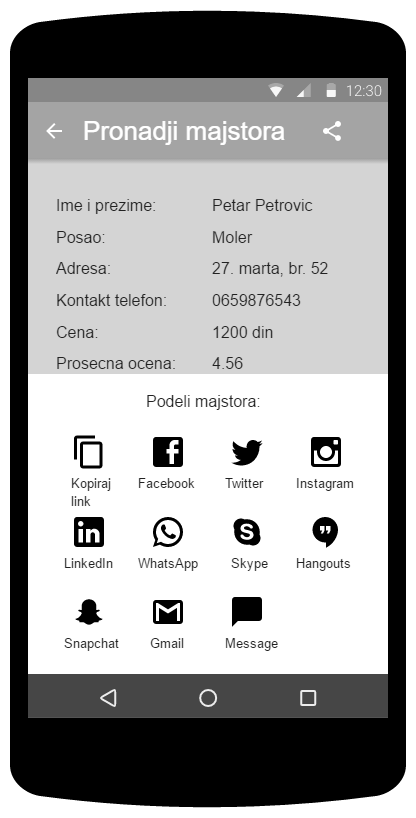 12:30
Pronadji majstora
Ime i prezime: Petar Petrovic
Posao: Moler
Adresa: 27. marta, br. 52
Kontakt telefon: 0659876543
Cena: 1200 din
Prosecna ocena: 4.56
Podeli majstora:
Kopiraj link Facebook Twitter Instagram
LinkedIn WhatsApp Skype Hangouts
Snapchat Gmail Message